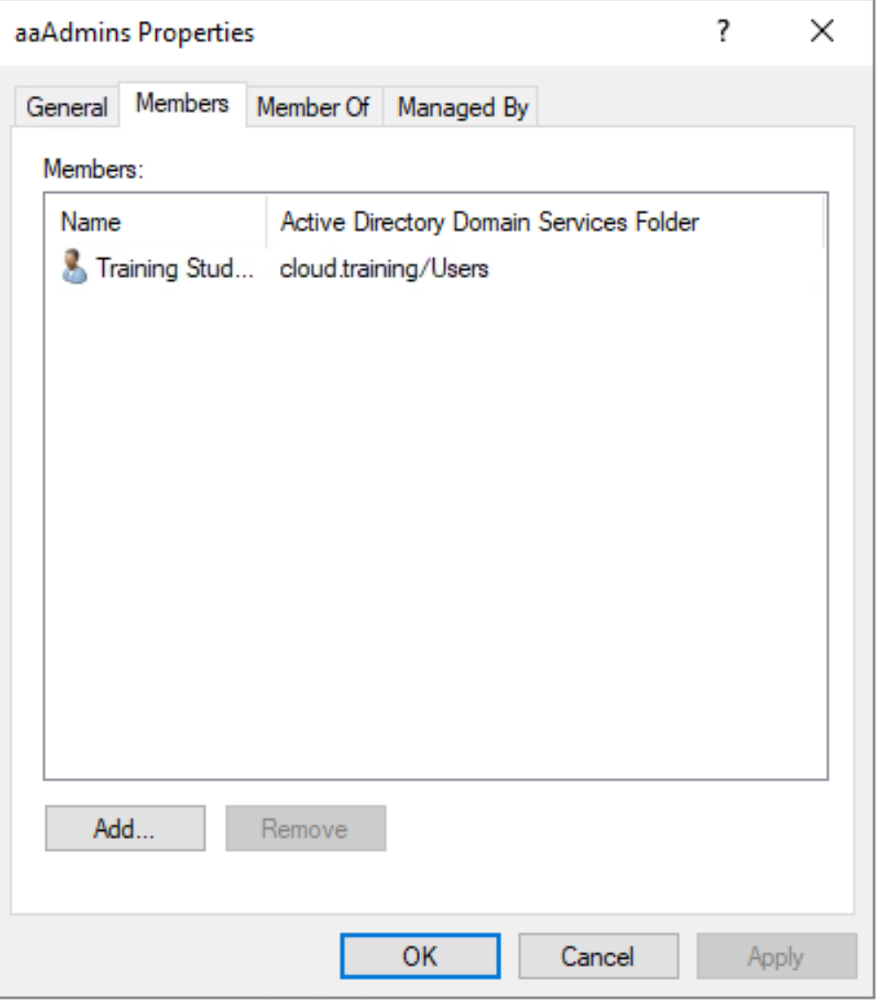 aaAdmins Properties ?
General Members Member Of Managed By
Members:
Name Active Directory Domain Services Folder
Training Stud... cloud.training/Users
Add... Remove
OK Cancel Apply